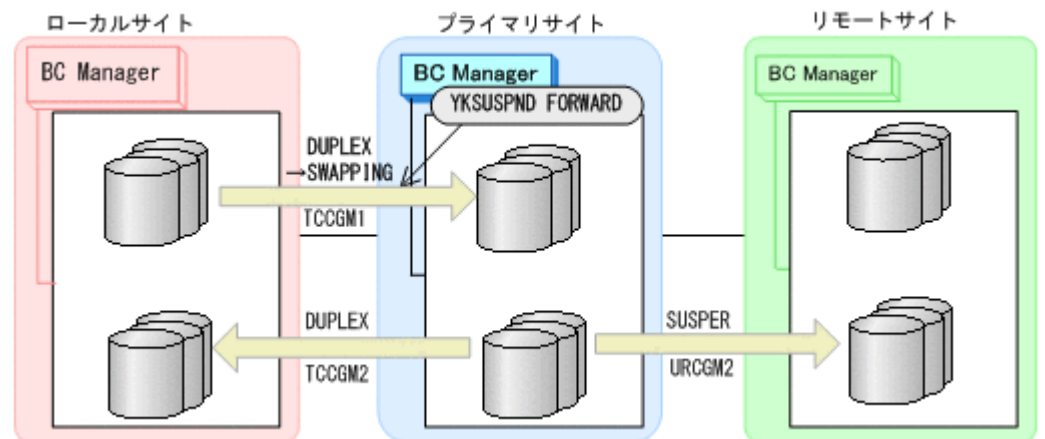 ローカルサイト
プライマリサイト
リモートサイト
BC Manager
BC Manager
BC Manager
YKSUSPND FORWARD
DUPLEX
→SWAPPING
TCCGM1
DUPLEX
TCCGM2
SUSPER
URCGM2